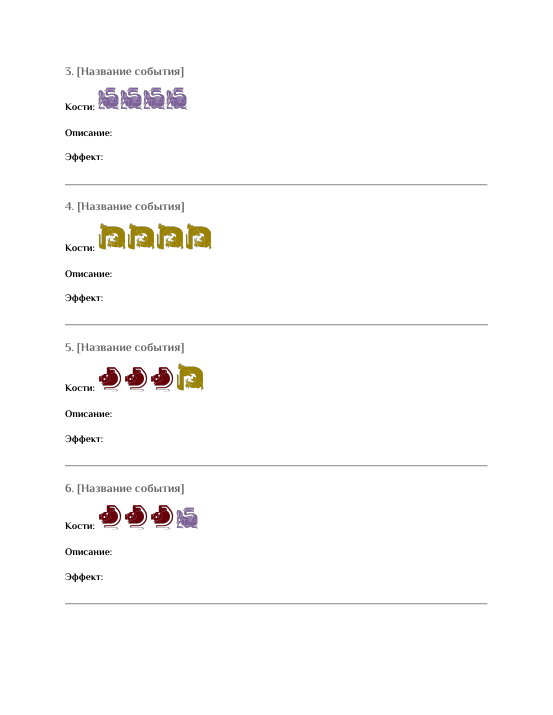 3. [Название события]
Кости:
Описание:
Эффект:
4. [Название события]
Кости:
Описание:
Эффект:
5. [Название события]
Кости:
Описание:
Эффект:
6. [Название события]
Кости:
Описание:
Эффект: